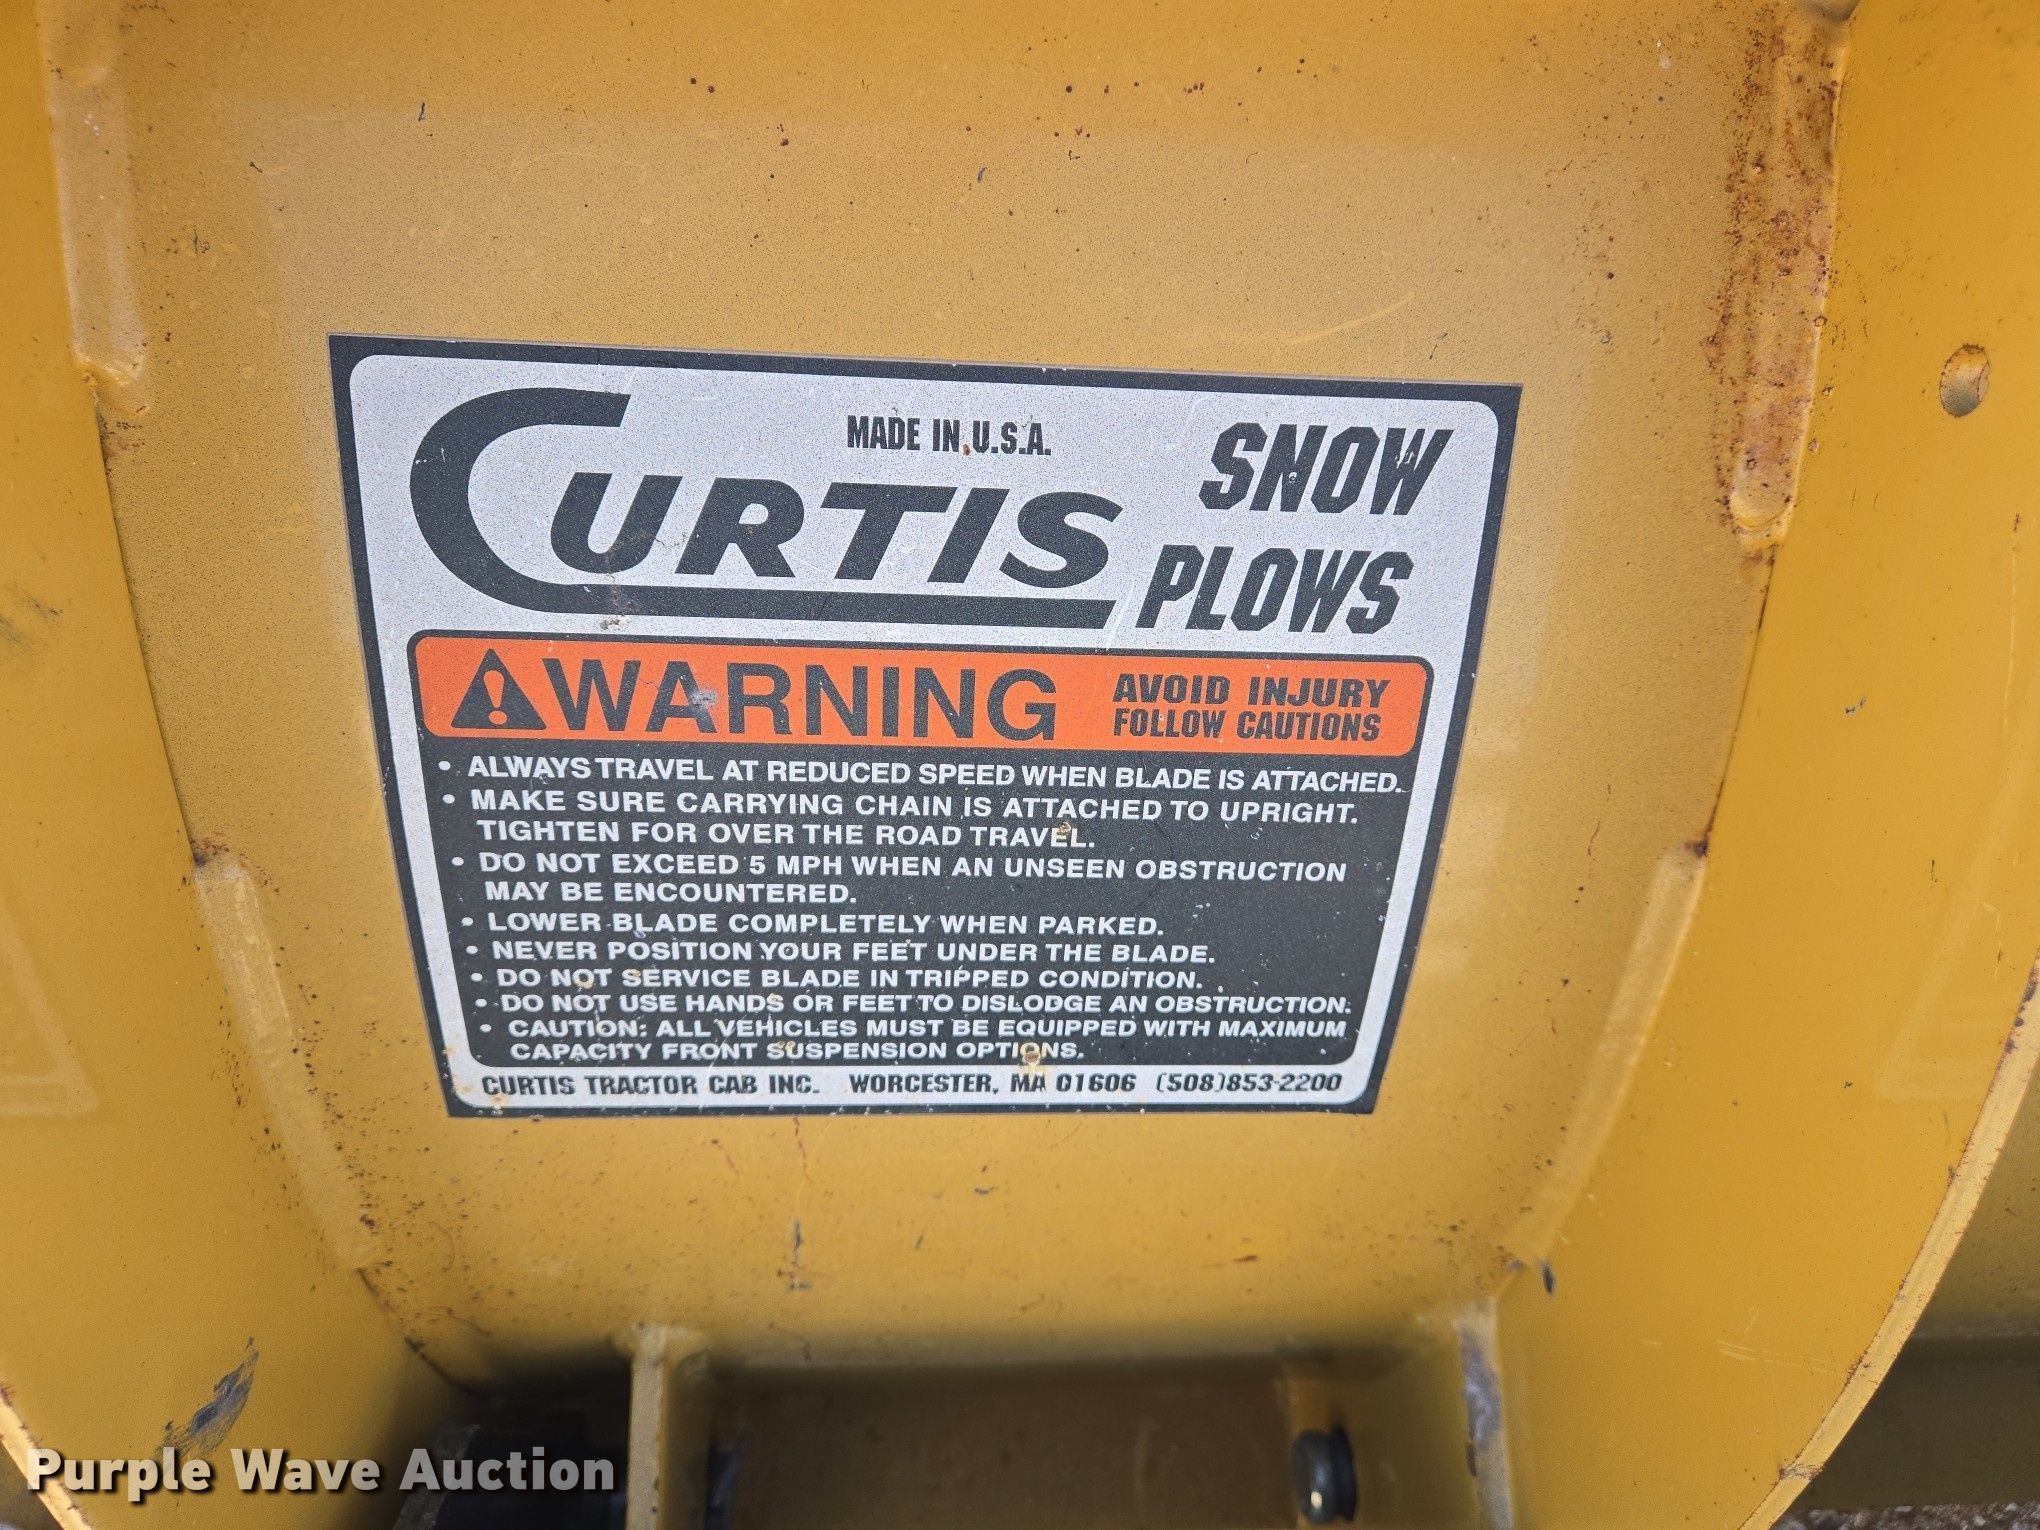 MADE IN U.S.A.
CURTIS
SNOW
PLOWS
WARNING
AVOID INJURY
FOLLOW CAUTIONS
• ALWAYS TRAVEL AT REDUCED SPEED WHEN BLADE IS ATTACHED.
• MAKE SURE CARRYING CHAIN IS ATTACHED TO UPRIGHT.
TIGHTEN FOR OVER THE ROAD TRAVEL.
• DO NOT EXCEED 5 MPH WHEN AN UNSEEN OBSTRUCTION
MAY BE ENCOUNTERED.
• LOWER BLADE COMPLETELY WHEN PARKED.
• NEVER POSITION YOUR FEET UNDER THE BLADE.
• DO NOT SERVICE BLADE IN TRIPPED CONDITION.
• DO NOT USE HANDS OR FEET TO DISLODGE AN OBSTRUCTION.
• CAUTION: ALL VEHICLES MUST BE EQUIPPED WITH MAXIMUM
CAPACITY FRONT SUSPENSION OPTIONS.
CURTIS TRACTOR CAB INC. WORCESTER, MA 01606 (508)853-2200
Purple Wave Auction